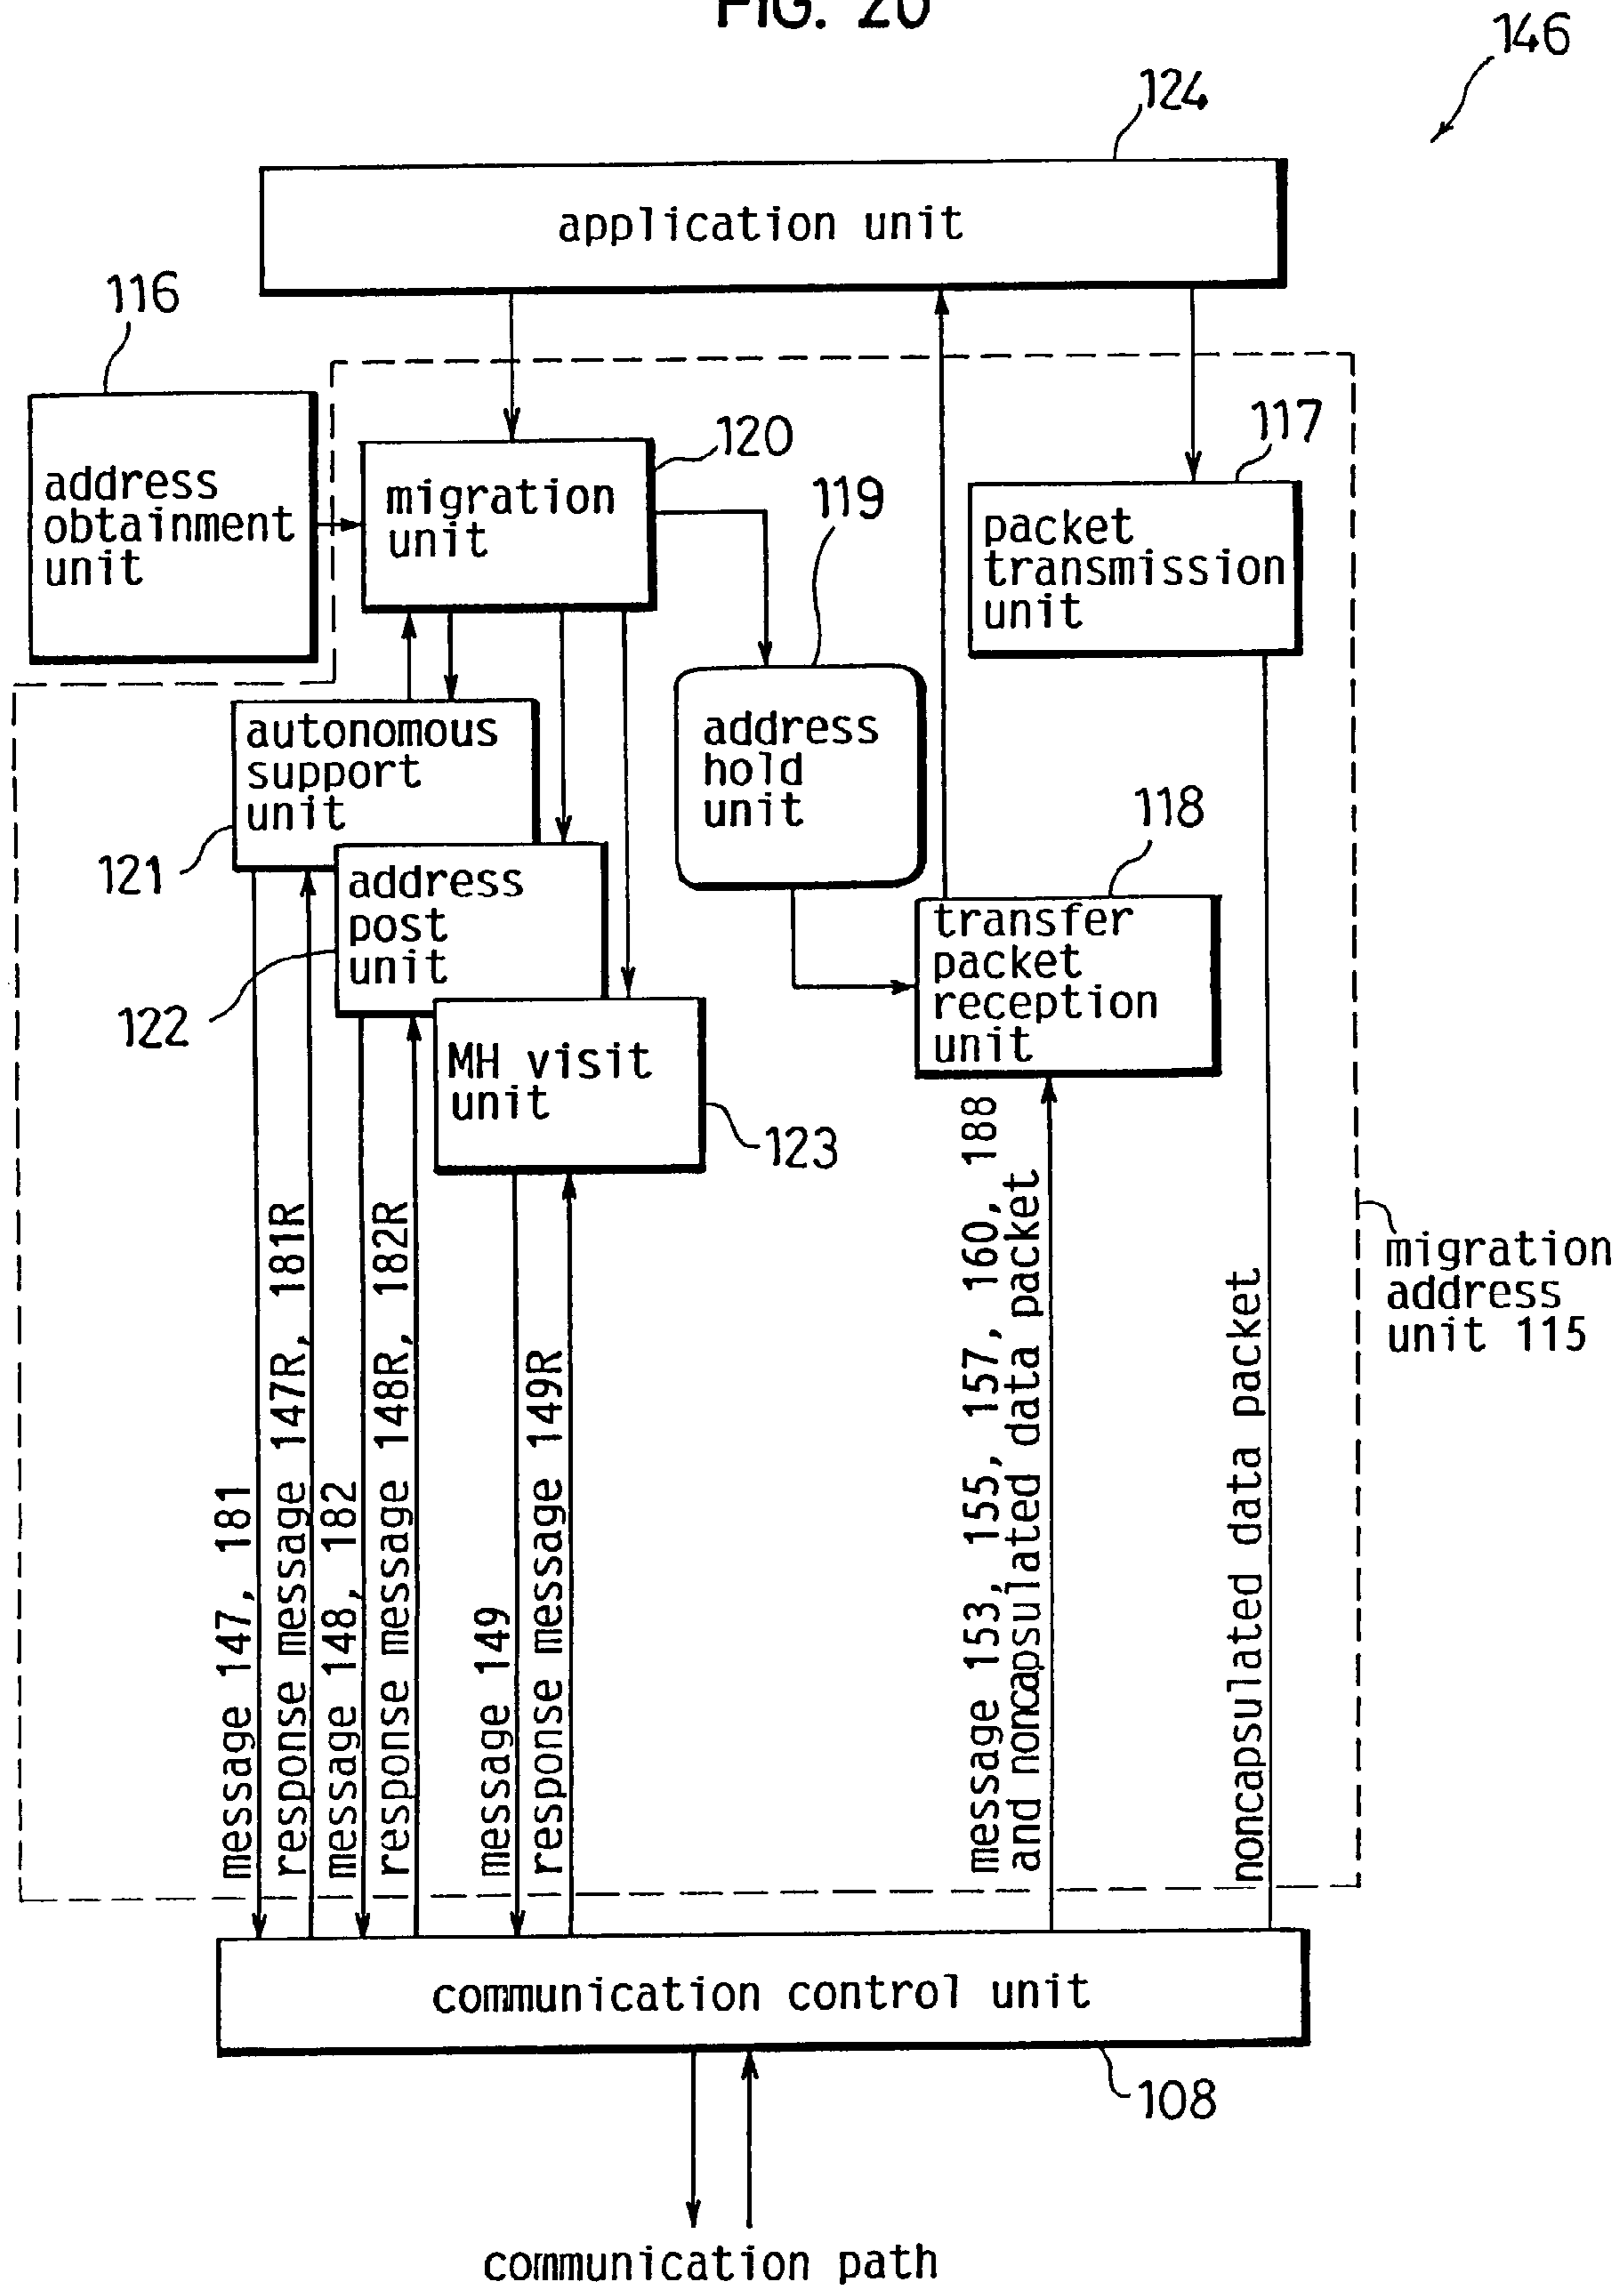 FIG. 20
146
124
application unit
116
address
obtainment
unit
120
migration
unit
119
117
packet
transmission
unit
autonomous
support
unit
121
address
hold
unit
118
address
post
unit
122
transfer
packet
reception
unit
MH visit
unit
123
message 147, 181
response message 147R, 181R
message 148, 182
response message 148R, 182R
message 149
response message 149R
message 153, 155, 157, 160, 188
and noncapsulated data packet
noncapsulated data packet
migration
address
unit 115
communication control unit
108
communication path